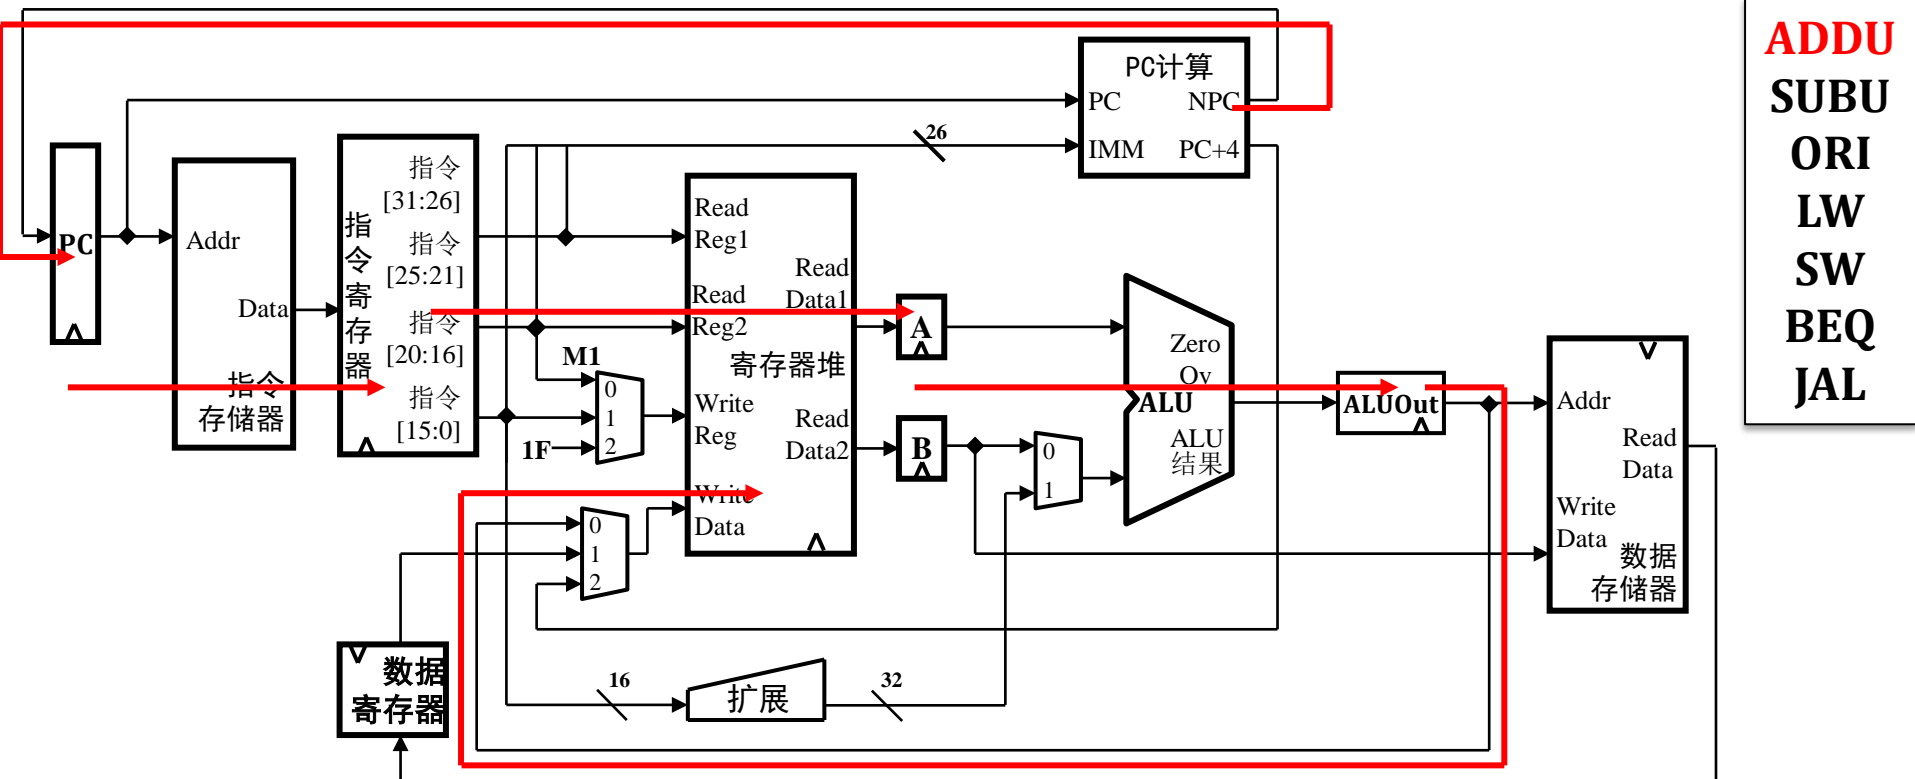 PC计算
PC
NPC
IMM
PC+4
26
PC
Addr
Data
指令
存储器
指令寄存器
指令
[31:26]
指令
[25:21]
指令
[20:16]
指令
[15:0]
M1
0
1
2
1F
Read
Reg1
Read
Reg2
Write
Reg
Write
Data
寄存器堆
Read
Data1
Read
Data2
0
1
2
A
B
0
1
Zero
Ov
ALU
ALU
结果
ALUOut
Addr
Read
Data
Write
Data
数据
存储器
数据
寄存器
16
扩展
32
ADDU
SUBU
ORI
LW
SW
BEQ
JAL